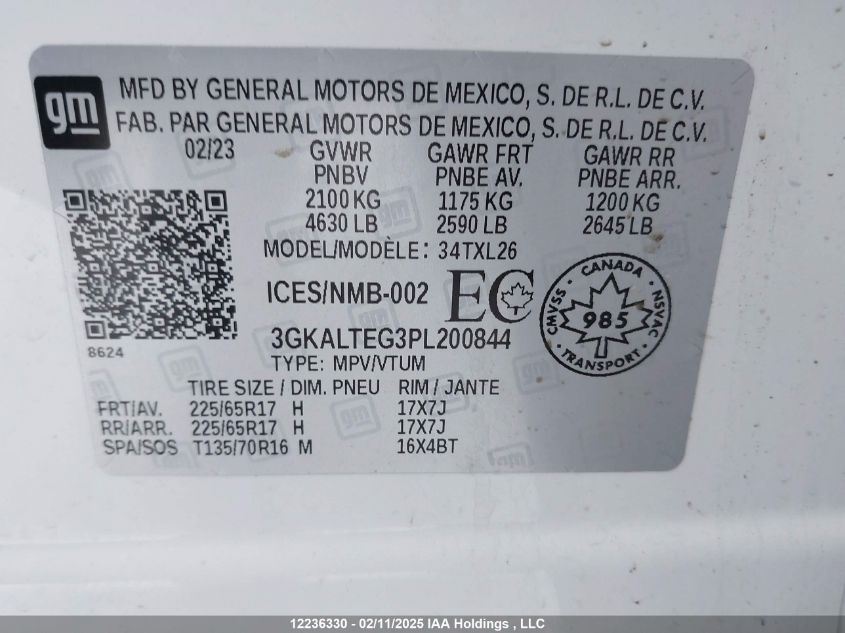 gm
MFD BY GENERAL MOTORS DE MEXICO, S. DE R.L. DE C.V.
FAB. PAR GENERAL MOTORS DE MEXICO, S. DE R.L. DE C.V.
02/23 GVWR GAWR FRT GAWR RR
PNBV PNBE AV. PNBE ARR.
2100 KG 1175 KG 1200 KG
4630 LB 2590 LB 2645 LB
MODEL/MODÈLE: 34TXL26
ICES/NMB-002 EC
CANADA
CMVSS 985 NSVAC
TRANSPORT
8624
3GKALTEG3PL200844
TYPE: MPV/VTUM
TIRE SIZE / DIM. PNEU RIM / JANTE
FRT/AV. 225/65R17 H 17X7J
RR/ARR. 225/65R17 H 17X7J
SPA/SOS T135/70R16 M 16X4BT
12236330 - 02/11/2025 IAA Holdings , LLC